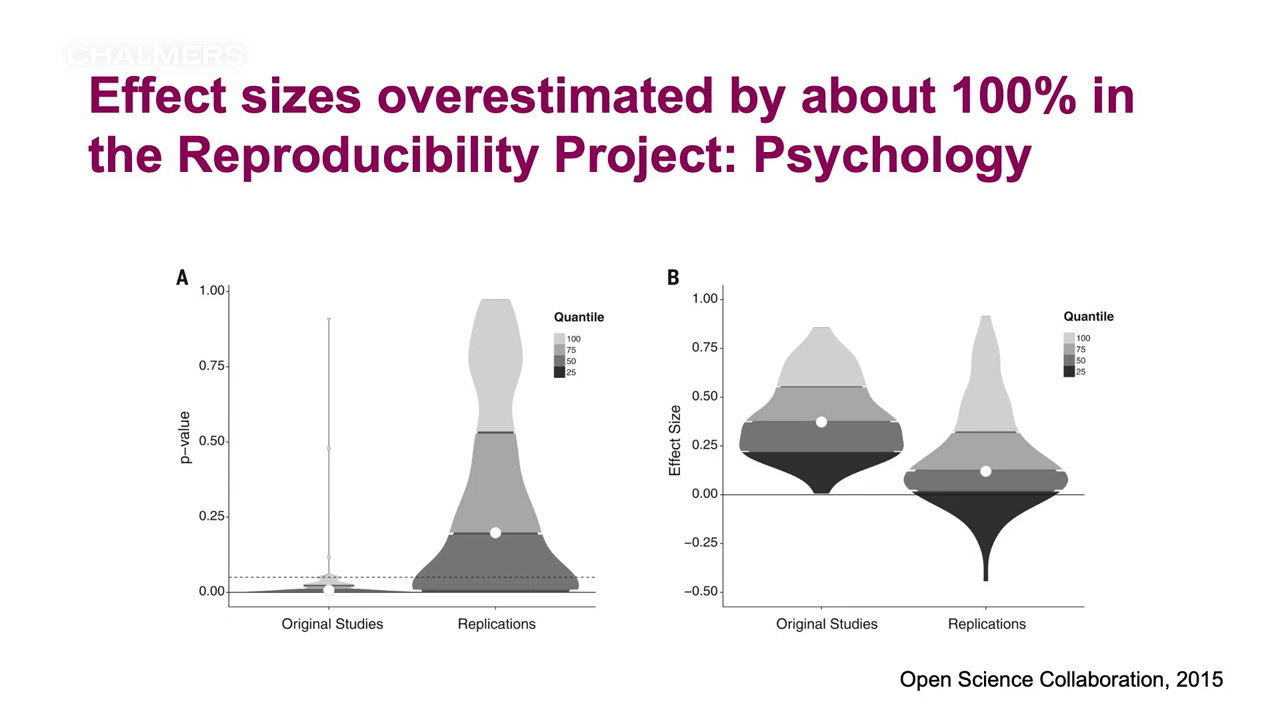 CHALMERS
Effect sizes overestimated by about 100% in
the Reproducibility Project: Psychology
A
1.00
0.75
0.50
0.25
0.00
p−value
Original Studies
Replications
Quantile
100
75
50
25
B
1.00
0.75
0.50
0.25
0.00
−0.25
−0.50
Effect Size
Original Studies
Replications
Quantile
100
75
50
25
Open Science Collaboration, 2015